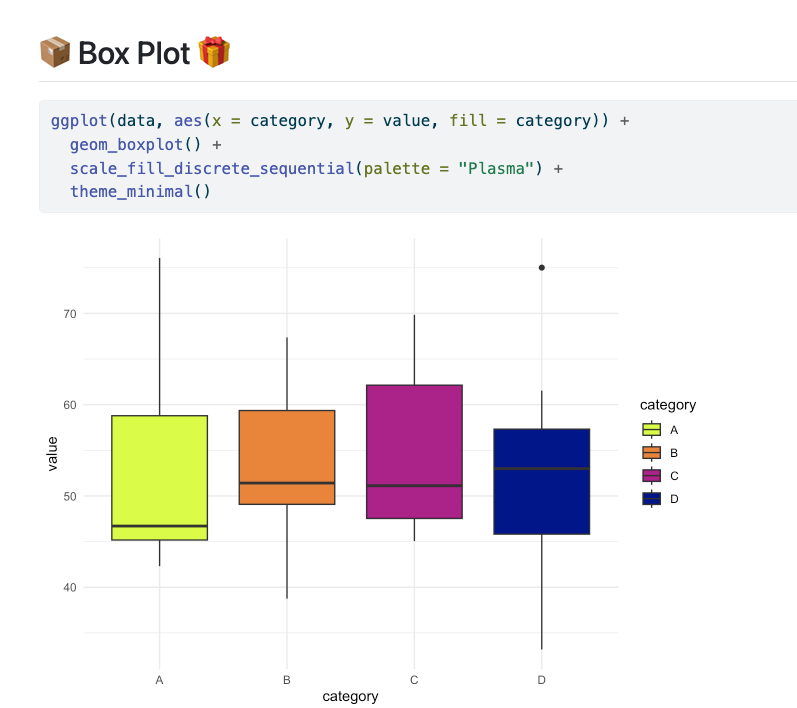 📦 Box Plot 🎁
ggplot(data, aes(x = category, y = value, fill = category)) +
  geom_boxplot() +
  scale_fill_discrete_sequential(palette = "Plasma") +
  theme_minimal()
70
60
50
40
value
A
B
C
D
category
category
A
B
C
D